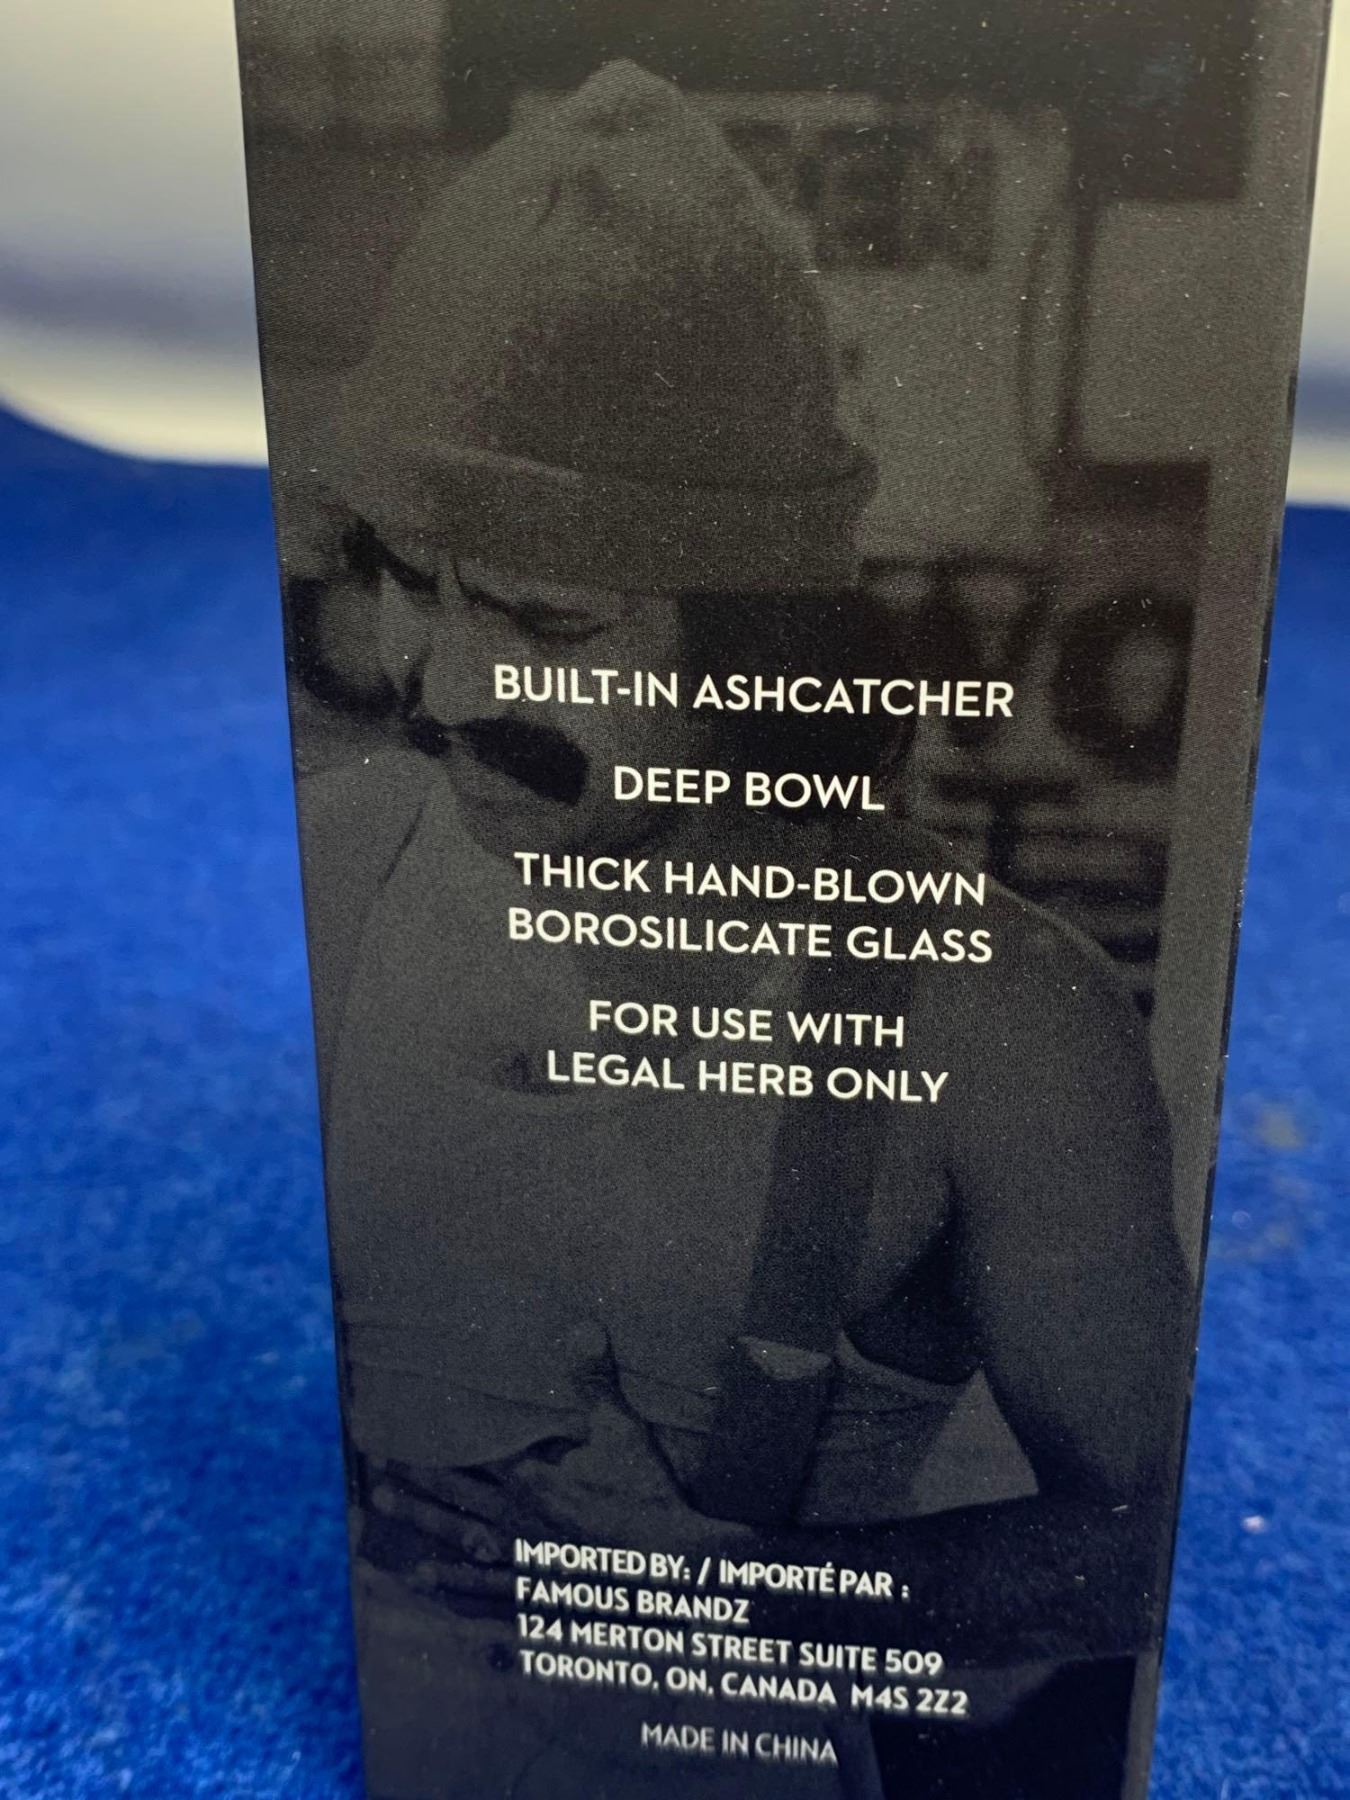 BUILT-IN ASHCATCHER
DEEP BOWL
THICK HAND-BLOWN
BOROSILICATE GLASS
FOR USE WITH
LEGAL HERB ONLY
IMPORTED BY: / IMPORTÉ PAR :
FAMOUS BRANDZ
124 MERTON STREET SUITE 509
TORONTO, ON, CANADA M4S 2Z2
MADE IN CHINA